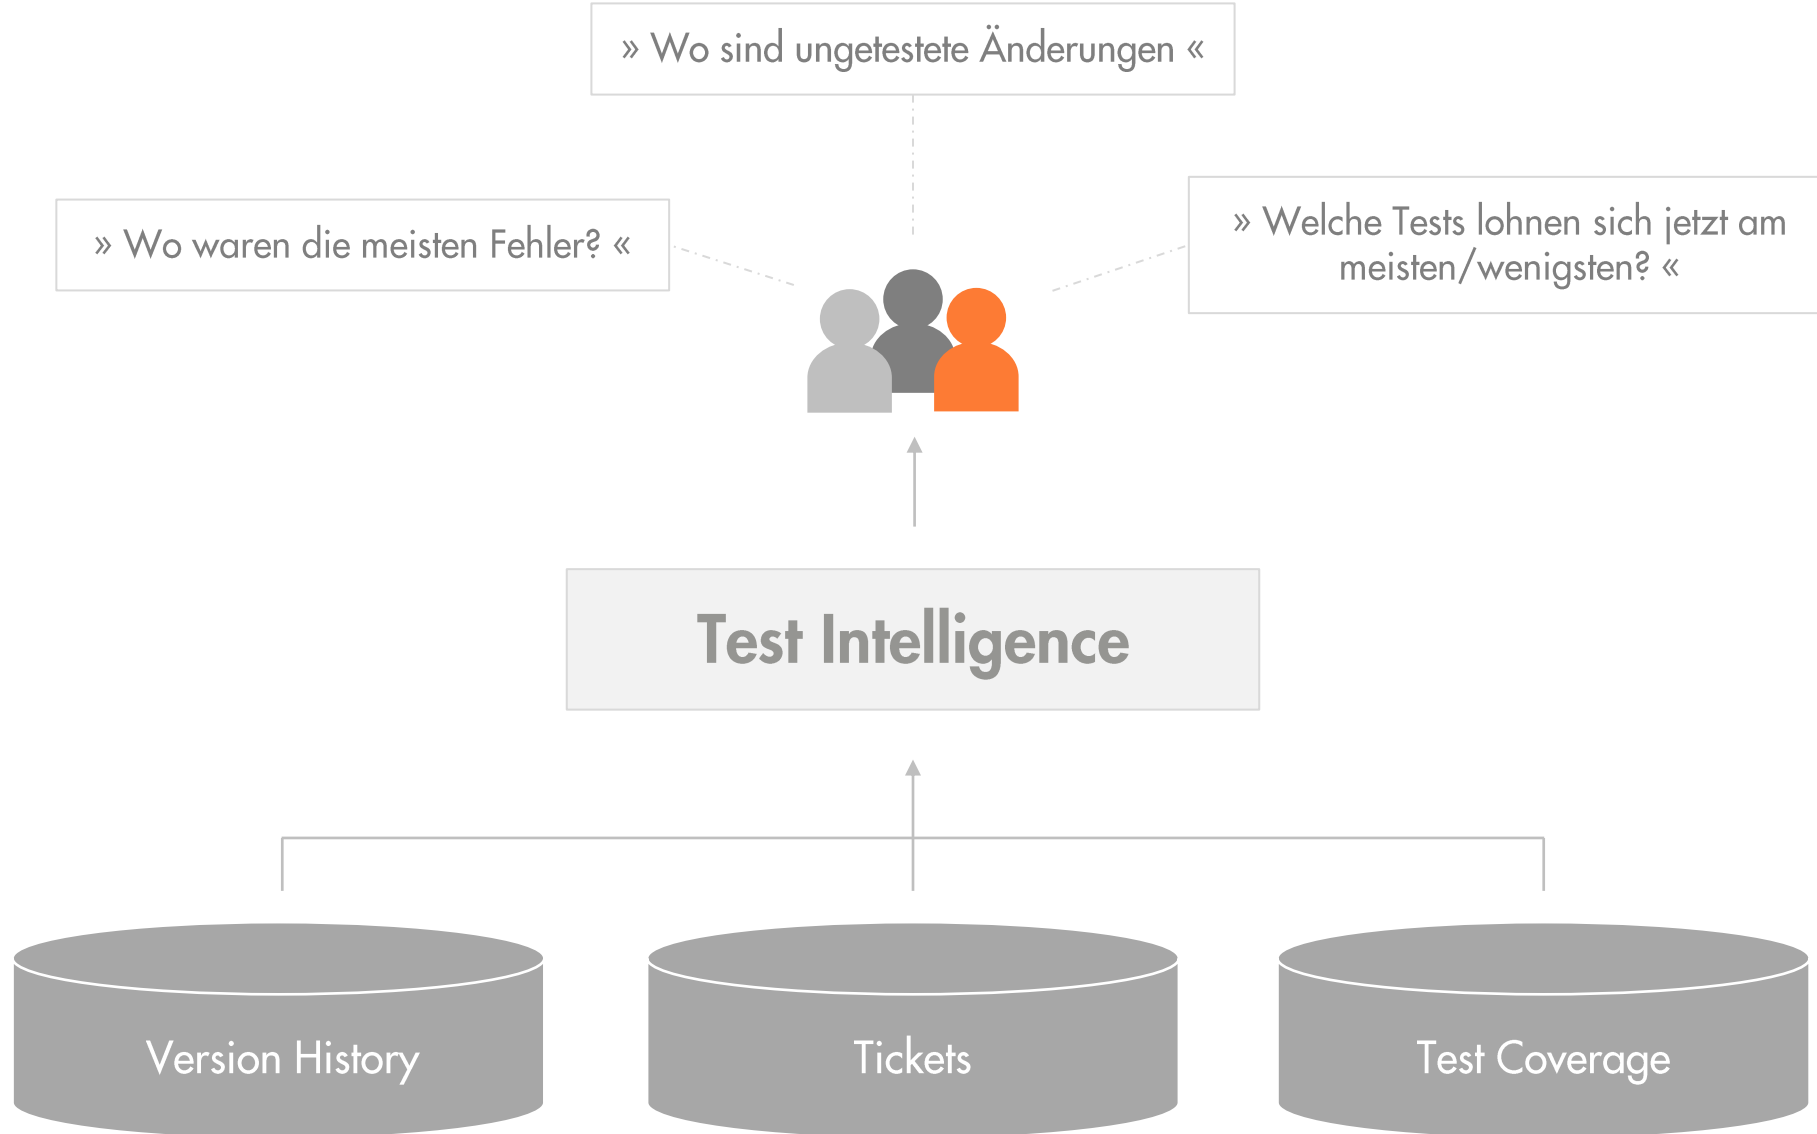 » Wo sind ungetestete Änderungen «
» Wo waren die meisten Fehler? «
» Welche Tests lohnen sich jetzt am
meisten/wenigsten? «
Test Intelligence
Version History
Tickets
Test Coverage